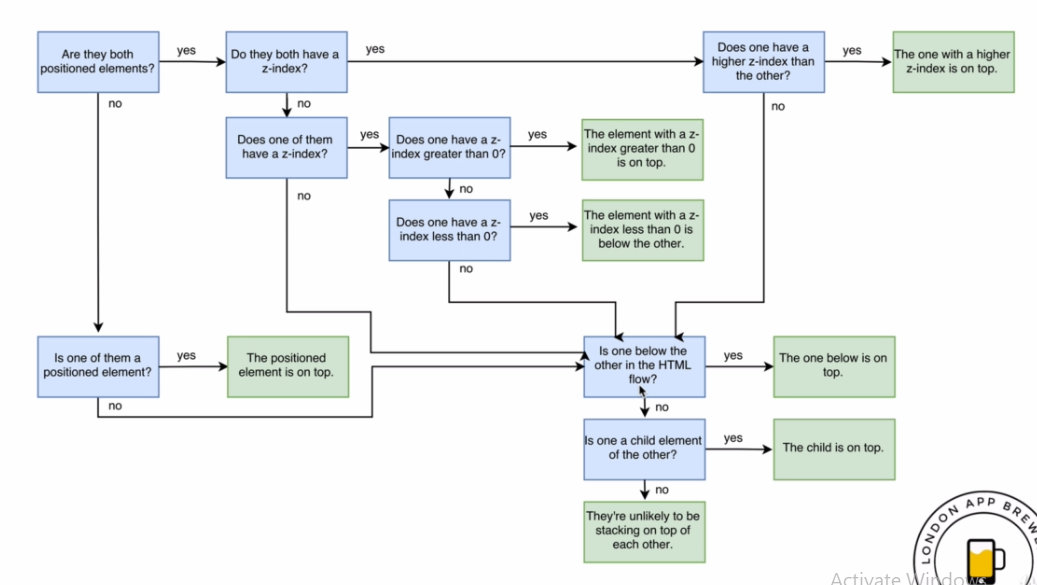 Are they both
positioned elements?
yes
Do they both have a
z-index?
yes
Does one have a
higher z-index than
the other?
yes
The one with a higher
z-index is on top.
no
no
no
Does one of them
have a z-index?
yes
Does one have a z-
index greater than 0?
yes
The element with a z-
index greater than 0
is on top.
no
no
Does one have a z-
index less than 0?
yes
The element with a z-
index less than 0 is
below the other.
no
Is one of them a
positioned element?
yes
The positioned
element is on top.
no
Is one below the
other in the HTML
flow?
yes
The one below is on
top.
no
Is one a child element
of the other?
yes
The child is on top.
no
They're unlikely to be
stacking on top of
each other.
LONDON APP BREW
Activate Windows